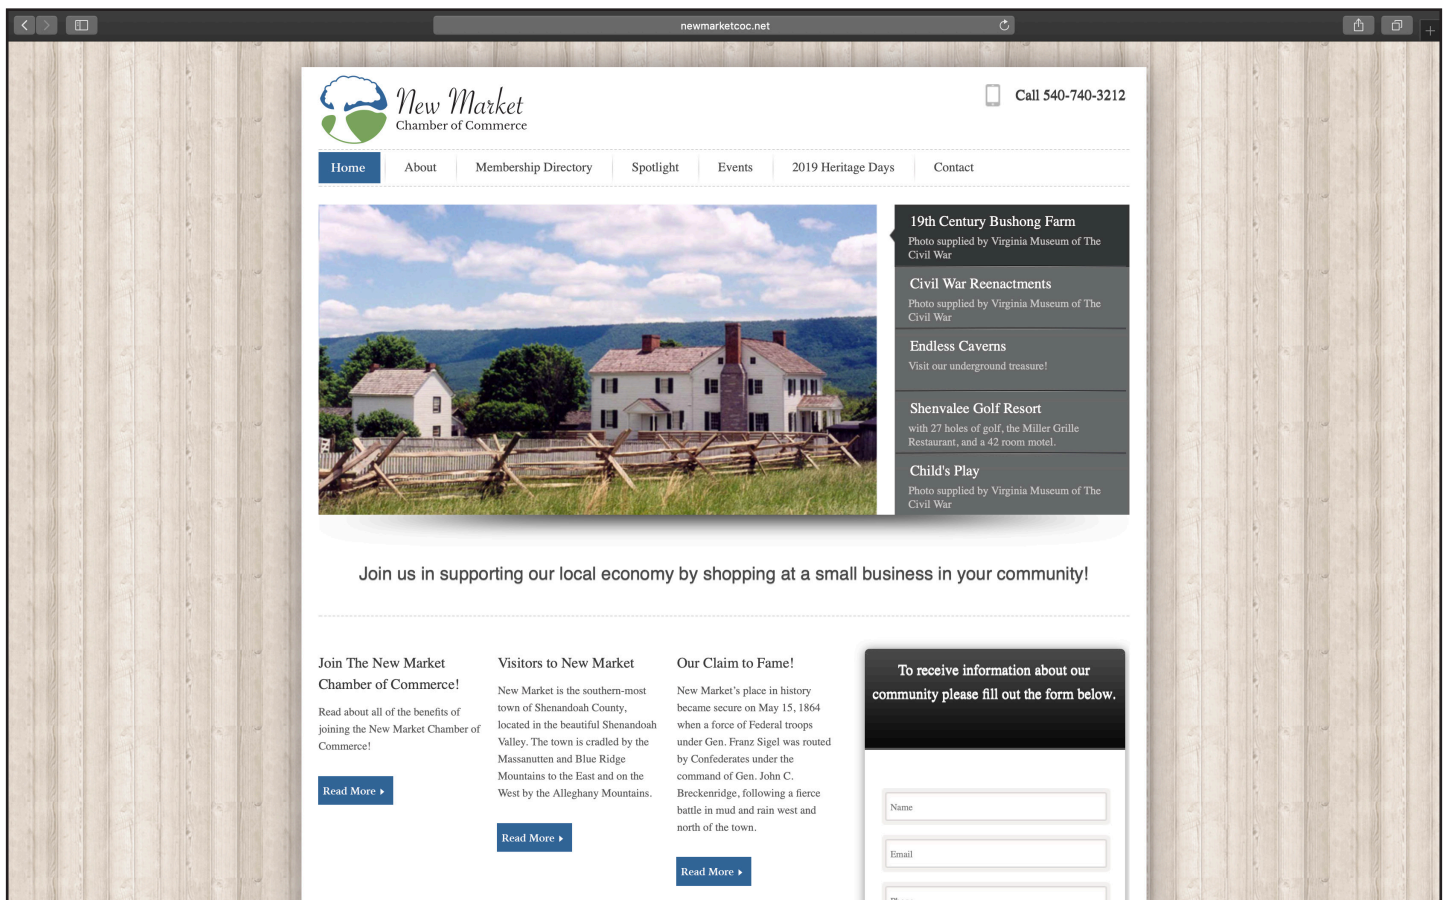 newmarketcoc.net
New Market
Chamber of Commerce
Call 540-740-3212
Home
About
Membership Directory
Spotlight
Events
2019 Heritage Days
Contact
19th Century Bushong Farm
Photo supplied by Virginia Museum of The
Civil War
Civil War Reenactments
Photo supplied by Virginia Museum of The
Civil War
Endless Caverns
Visit our underground treasure!
Shenvalee Golf Resort
with 27 holes of golf, the Miller Grille
Restaurant, and a 42 room motel.
Child's Play
Photo supplied by Virginia Museum of The
Civil War
Join us in supporting our local economy by shopping at a small business in your community!
Join The New Market
Chamber of Commerce!
Read about all of the benefits of
joining the New Market Chamber of
Commerce!
Read More
Visitors to New Market
New Market is the southern-most
town of Shenandoah County,
located in the beautiful Shenandoah
Valley. The town is cradled by the
Massanutten and Blue Ridge
Mountains to the East and on the
West by the Alleghany Mountains.
Read More
Our Claim to Fame!
New Market's place in history
became secure on May 15, 1864
when a force of Federal troops
under Gen. Franz Sigel was routed
by Confederates under the
command of Gen. John C.
Breckenridge, following a fierce
battle in mud and rain west and
north of the town.
Read More
To receive information about our
community please fill out the form below.
Name
Email